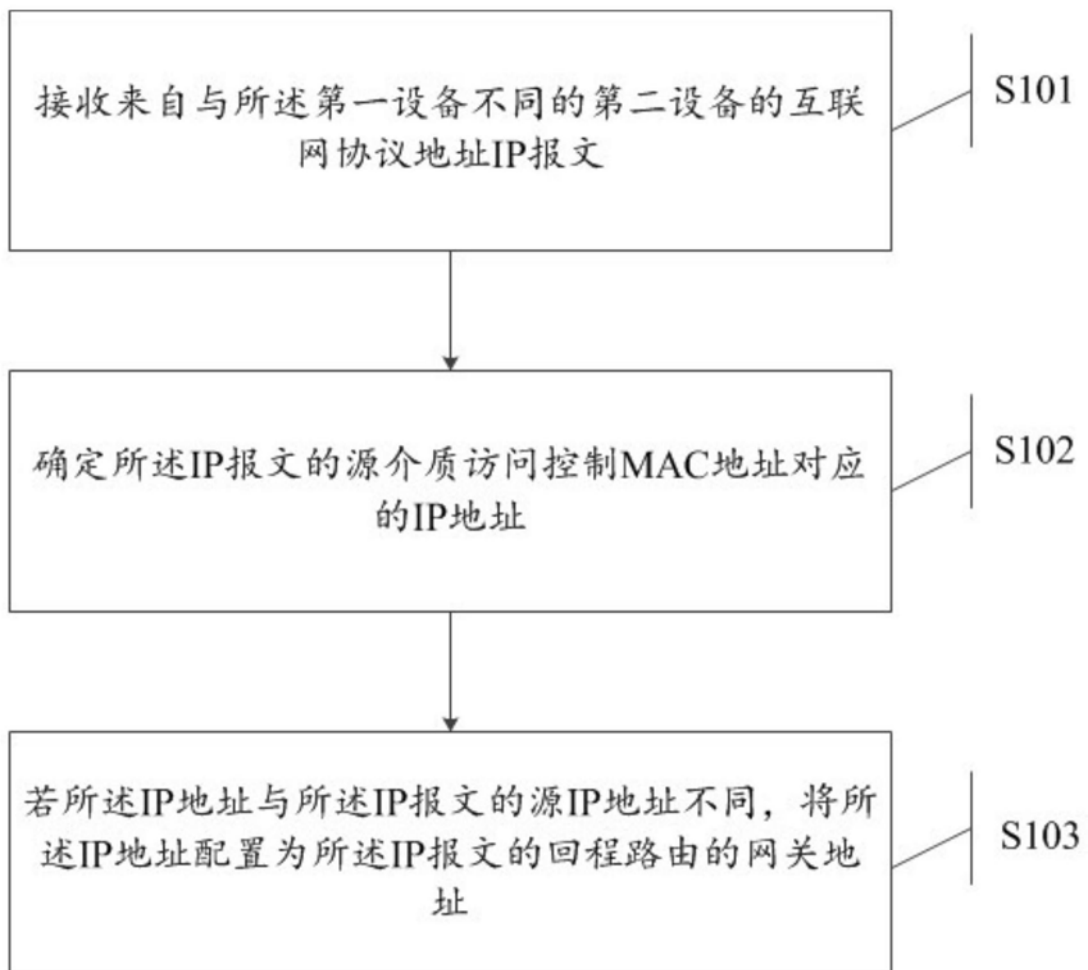 接收来自与所述第一设备不同的第二设备的互联
网协议地址IP报文
S101
确定所述IP报文的源介质访问控制MAC地址对应
的IP地址
S102
若所述IP地址与所述IP报文的源IP地址不同，将所
述IP地址配置为所述IP报文的回程路由的网关地
址
S103